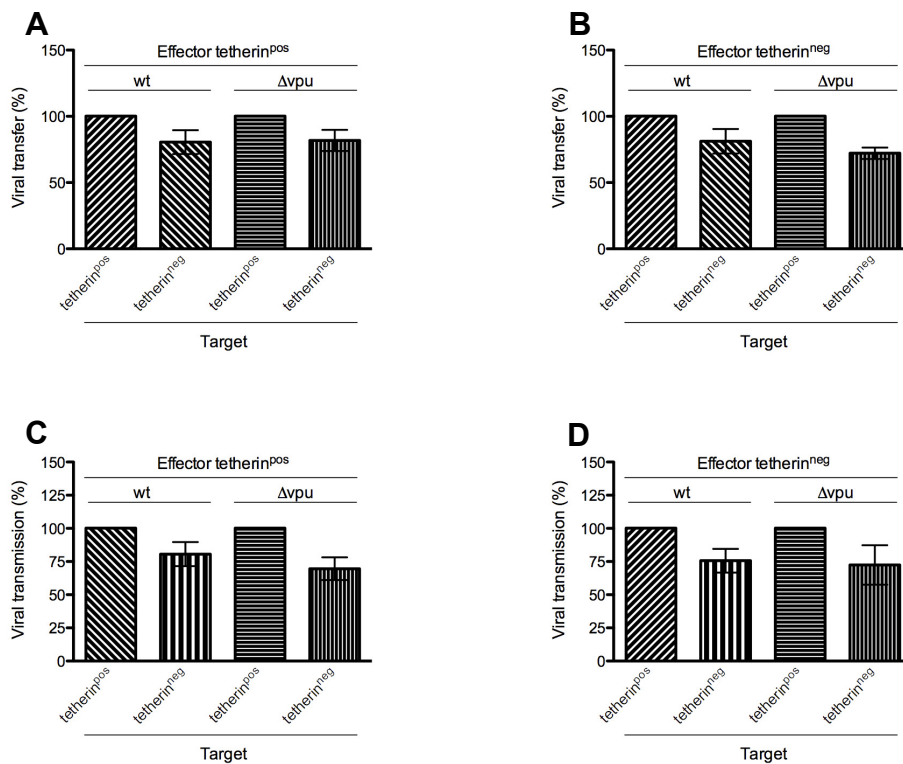 A
Effector tetherinpos
wt Δvpu
Viral transfer (%)
150
100
50
0
tetherinpos tetherinneg tetherinpos tetherinneg
Target
B
Effector tetherinneg
wt Δvpu
Viral transfer (%)
150
100
50
0
tetherinpos tetherinneg tetherinpos tetherinneg
Target
C
Effector tetherinpos
wt Δvpu
Viral transmission (%)
150
125
100
75
50
25
0
tetherinpos tetherinneg tetherinpos tetherinneg
Target
D
Effector tetherinneg
wt Δvpu
Viral transmission (%)
150
125
100
75
50
25
0
tetherinpos tetherinneg tetherinpos tetherinneg
Target